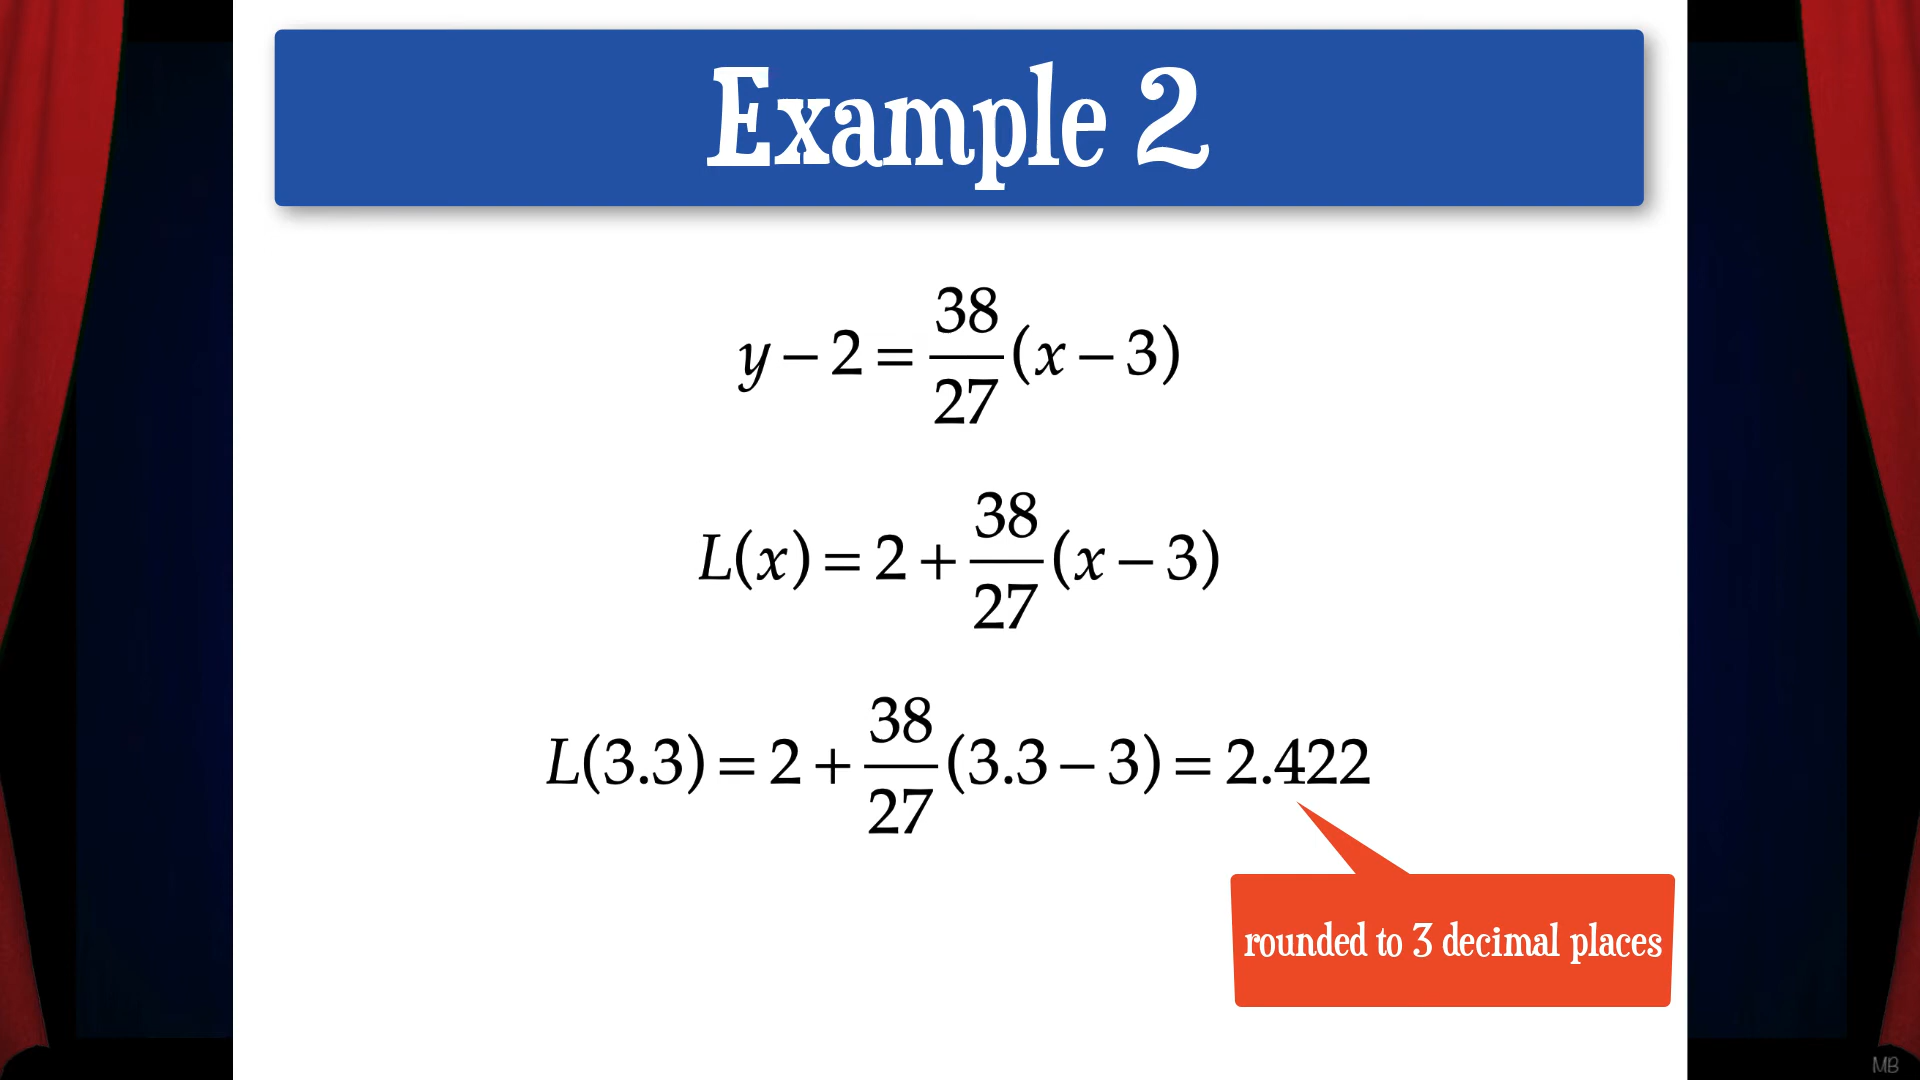 Example 2
y − 2 = 38/27 (x − 3)
L(x) = 2 + 38/27 (x − 3)
L(3.3) = 2 + 38/27 (3.3 − 3) = 2.422
rounded to 3 decimal places
MB